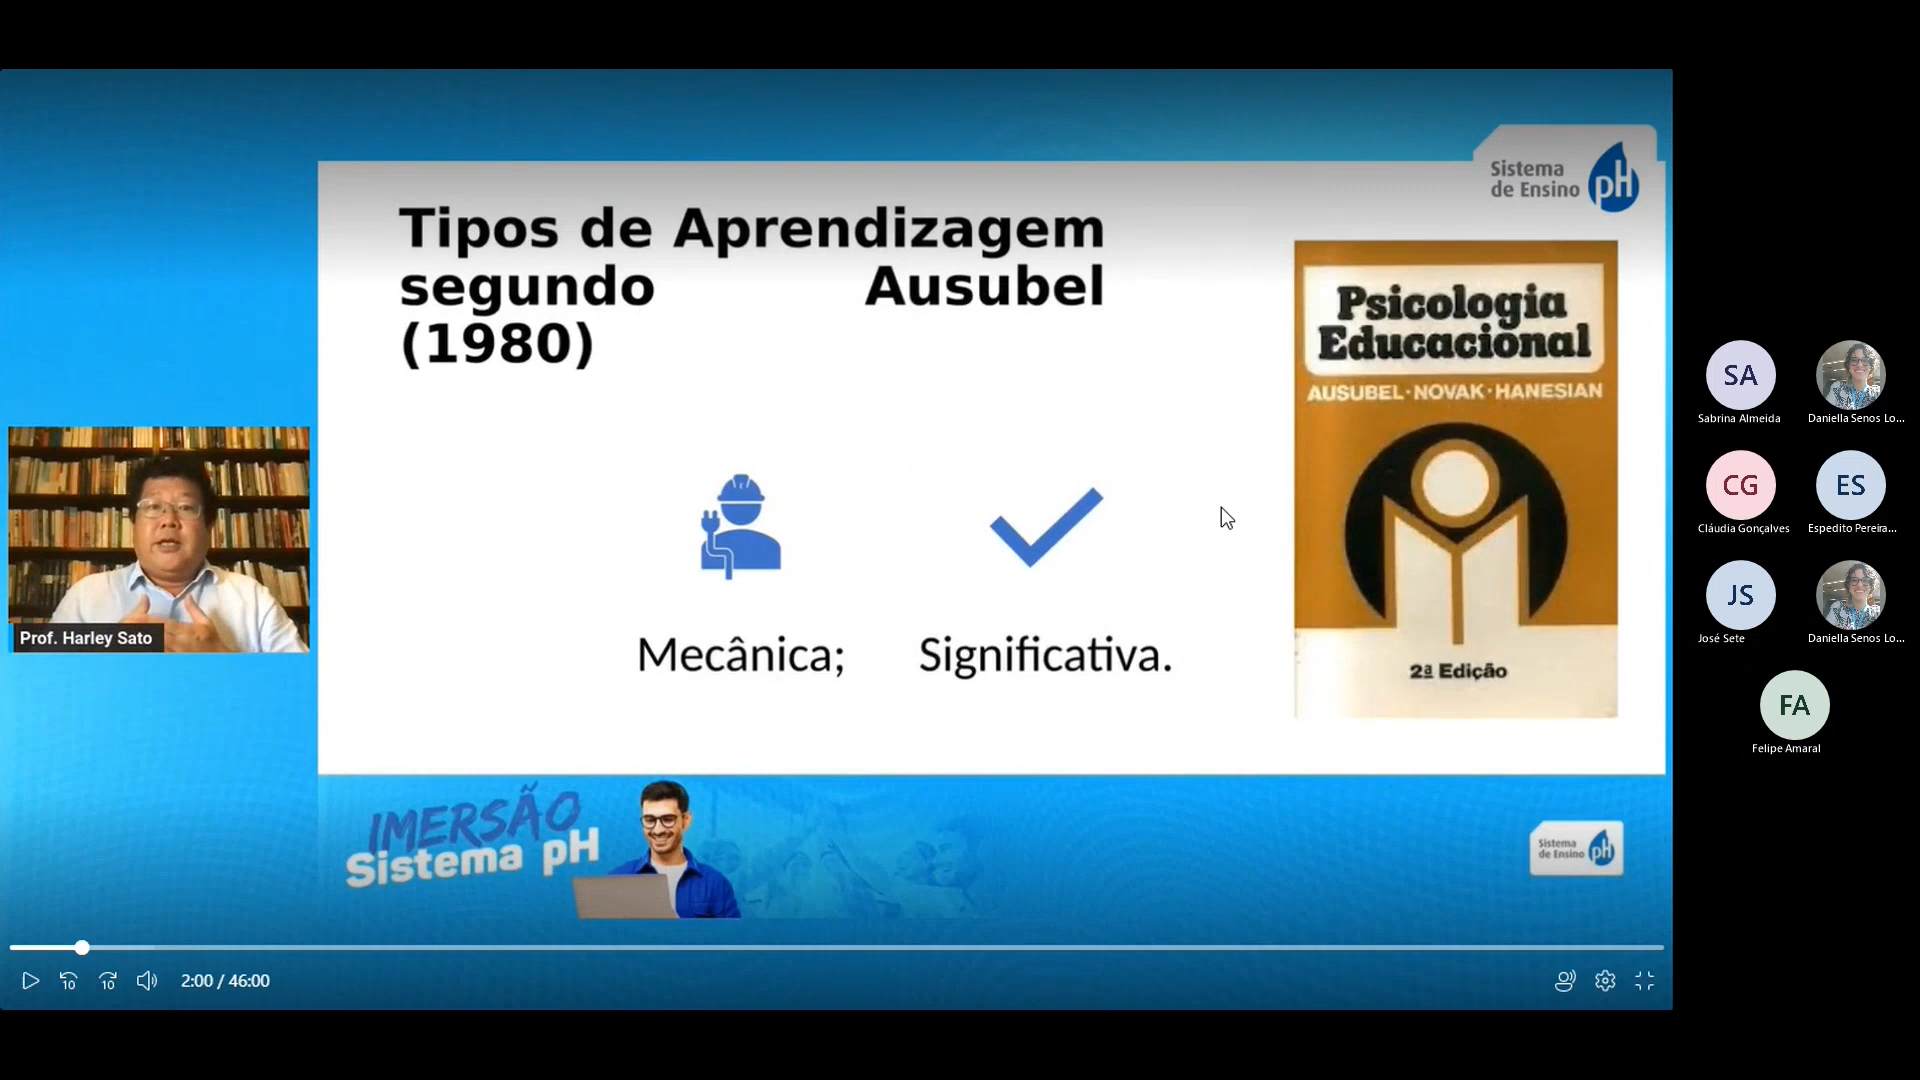 Sistema
de Ensino pH
Tipos de Aprendizagem
segundo Ausubel
(1980)
Psicologia
Educacional
AUSUBEL·NOVAK·HANESIAN
2ª Edição
Mecânica;
Significativa.
Prof. Harley Sato
IMERSÃO
Sistema pH
Sistema
de Ensino pH
10
10
2:00 / 46:00
SA
Sabrina Almeida
Daniella Senos Lo...
CG
Cláudia Gonçalves
ES
Espedito Pereira...
JS
José Sete
Daniella Senos Lo...
FA
Felipe Amaral